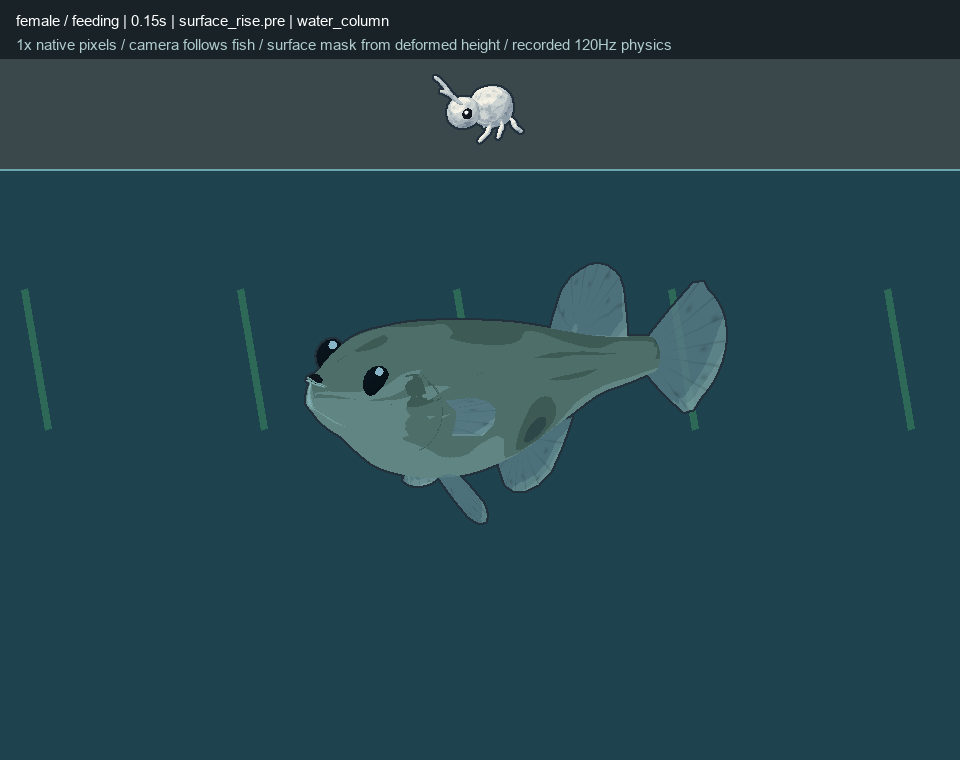 female / feeding | 0.15s | surface_rise.pre | water_column
1x native pixels / camera follows fish / surface mask from deformed height / recorded 120Hz physics